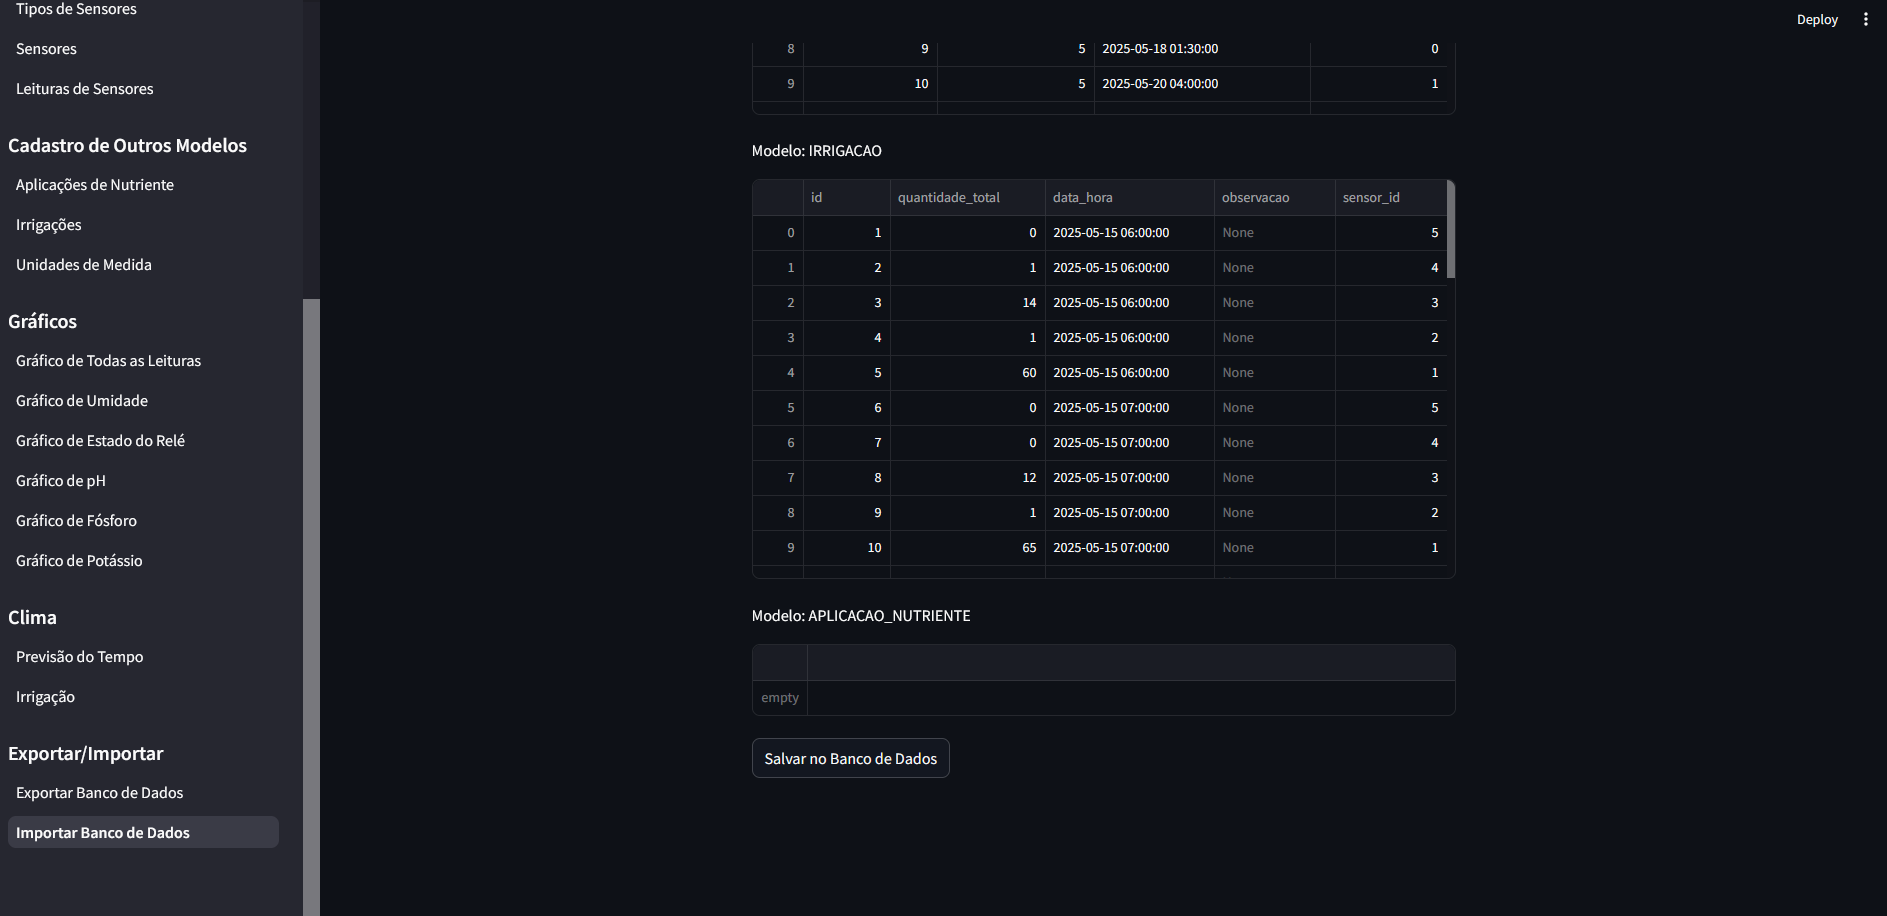 Tipos de Sensores
Sensores
Leituras de Sensores
Cadastro de Outros Modelos
Aplicações de Nutriente
Irrigações
Unidades de Medida
Gráficos
Gráfico de Todas as Leituras
Gráfico de Umidade
Gráfico de Estado do Relé
Gráfico de pH
Gráfico de Fósforo
Gráfico de Potássio
Clima
Previsão do Tempo
Irrigação
Exportar/Importar
Exportar Banco de Dados
Importar Banco de Dados
Deploy
8 9 5 2025-05-18 01:30:00 0
9 10 5 2025-05-20 04:00:00 1
Modelo: IRRIGACAO
id quantidade_total data_hora observacao sensor_id
0 1 0 2025-05-15 06:00:00 None 5
1 2 1 2025-05-15 06:00:00 None 4
2 3 14 2025-05-15 06:00:00 None 3
3 4 1 2025-05-15 06:00:00 None 2
4 5 60 2025-05-15 06:00:00 None 1
5 6 0 2025-05-15 07:00:00 None 5
6 7 0 2025-05-15 07:00:00 None 4
7 8 12 2025-05-15 07:00:00 None 3
8 9 1 2025-05-15 07:00:00 None 2
9 10 65 2025-05-15 07:00:00 None 1
Modelo: APLICACAO_NUTRIENTE
empty
Salvar no Banco de Dados